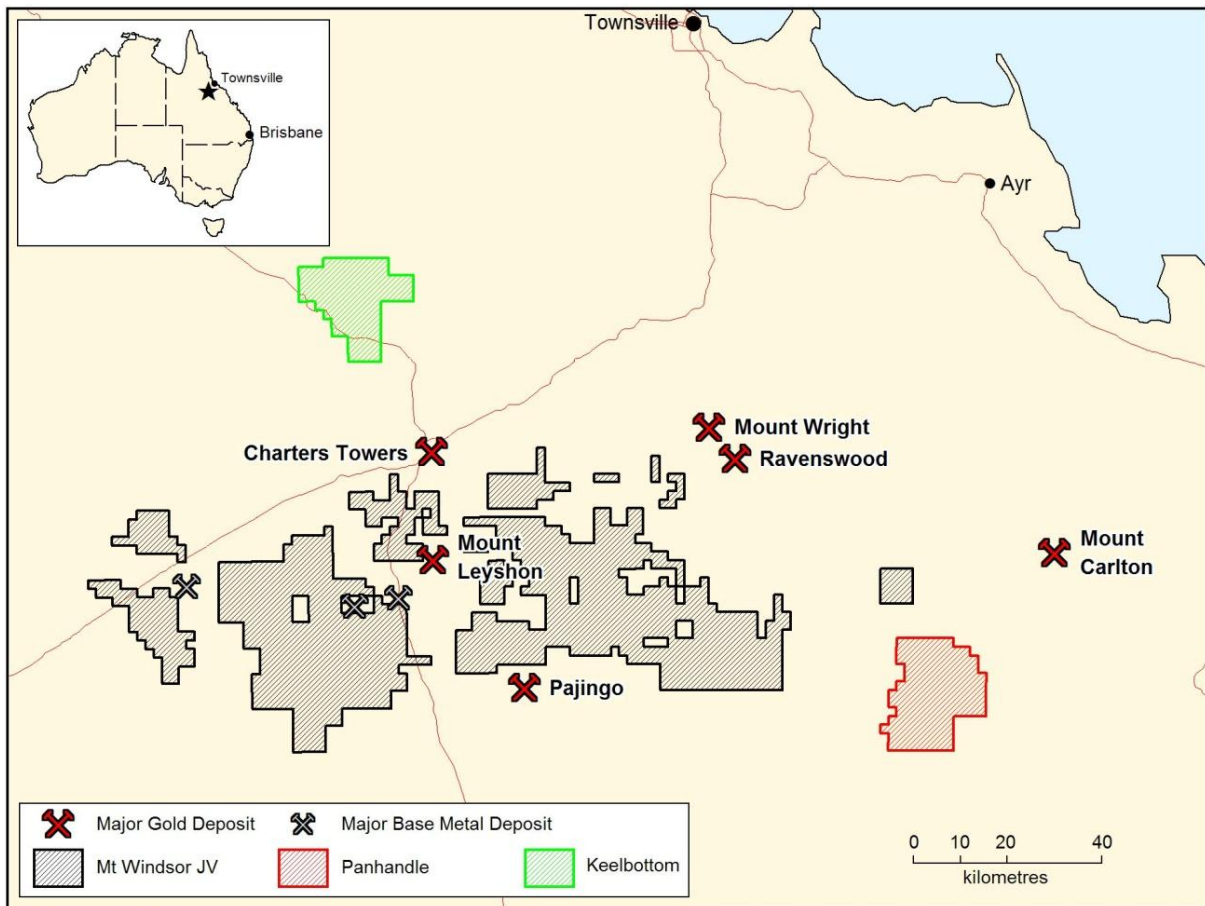 Townsville
Townsville
Brisbane
Ayr
Mount Wright
Charters Towers
Ravenswood
Mount
Leyshon
Mount
Carlton
Pajingo
Major Gold Deposit
Major Base Metal Deposit
Mt Windsor JV
Panhandle
Keelbottom
0 10 20 40
kilometres